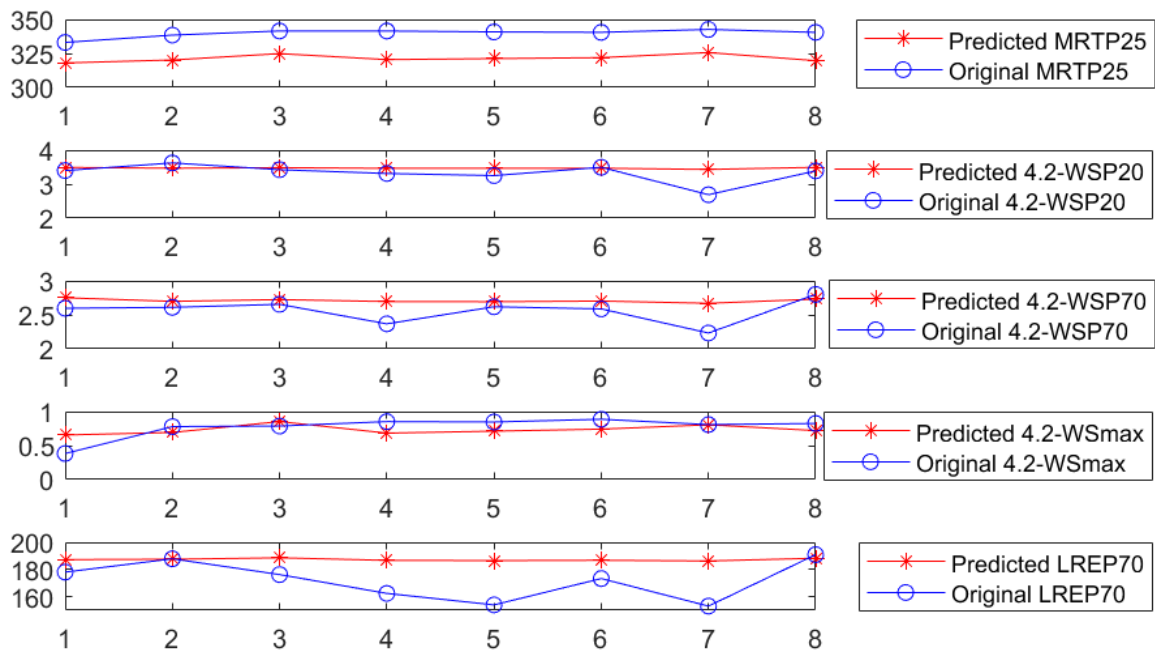 350
325
300
1 2 3 4 5 6 7 8
Predicted MRTP25
Original MRTP25
4
3
2
1 2 3 4 5 6 7 8
Predicted 4.2-WSP20
Original 4.2-WSP20
3
2.5
2
1 2 3 4 5 6 7 8
Predicted 4.2-WSP70
Original 4.2-WSP70
1
0.5
0
1 2 3 4 5 6 7 8
Predicted 4.2-WSmax
Original 4.2-WSmax
200
180
160
1 2 3 4 5 6 7 8
Predicted LREP70
Original LREP70